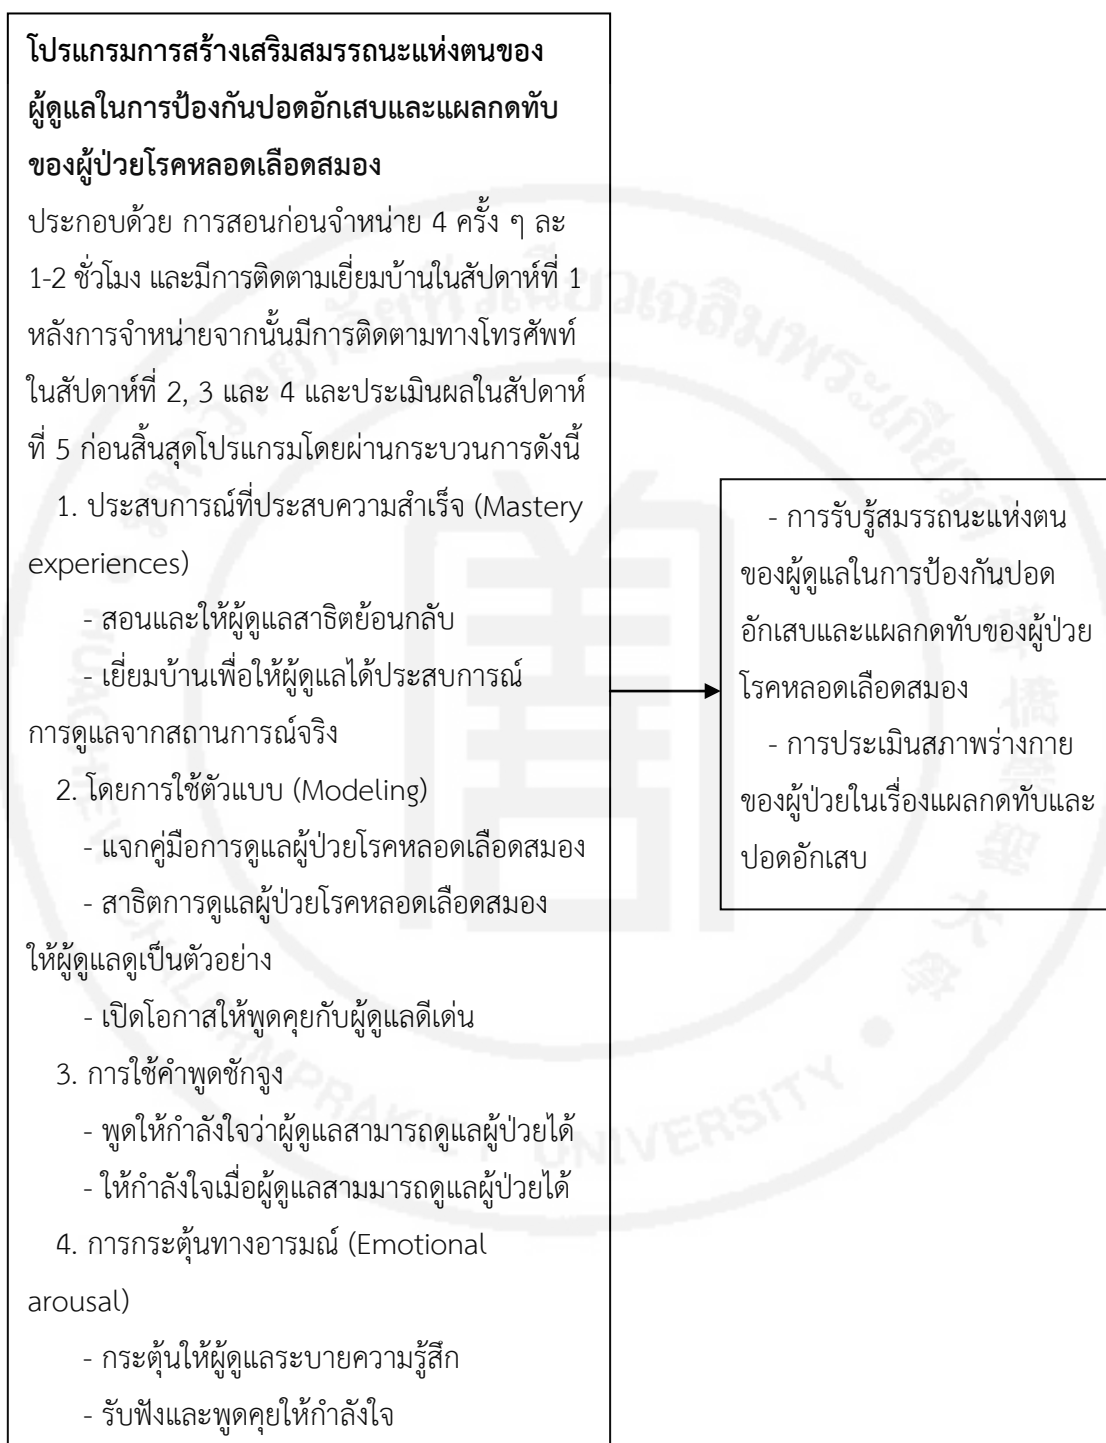 โปรแกรมการสร้างเสริมสมรรถนะแห่งตนของ
ผู้ดูแลในการป้องกันปอดอักเสบและแผลกดทับ
ของผู้ป่วยโรคหลอดเลือดสมอง
ประกอบด้วย การสอนก่อนจำหน่าย 4 ครั้ง ๆ ละ
1-2 ชั่วโมง และมีการติดตามเยี่ยมบ้านในสัปดาห์ที่ 1
หลังการจำหน่ายจากนั้นมีการติดตามทางโทรศัพท์
ในสัปดาห์ที่ 2, 3 และ 4 และประเมินผลในสัปดาห์
ที่ 5 ก่อนสิ้นสุดโปรแกรมโดยผ่านกระบวนการดังนี้
1. ประสบการณ์ที่ประสบความสำเร็จ (Mastery
experiences)
- สอนและให้ผู้ดูแลสาธิตย้อนกลับ
- เยี่ยมบ้านเพื่อให้ผู้ดูแลได้ประสบการณ์
การดูแลจากสถานการณ์จริง
2. โดยการใช้ตัวแบบ (Modeling)
- แจกคู่มือการดูแลผู้ป่วยโรคหลอดเลือดสมอง
- สาธิตการดูแลผู้ป่วยโรคหลอดเลือดสมอง
ให้ผู้ดูแลดูเป็นตัวอย่าง
- เปิดโอกาสให้พูดคุยกับผู้ดูแลดีเด่น
3. การใช้คำพูดชักจูง
- พูดให้กำลังใจว่าผู้ดูแลสามารถดูแลผู้ป่วยได้
- ให้กำลังใจเมื่อผู้ดูแลสามมารถดูแลผู้ป่วยได้
4. การกระตุ้นทางอารมณ์ (Emotional
arousal)
- กระตุ้นให้ผู้ดูแลระบายความรู้สึก
- รับฟังและพูดคุยให้กำลังใจ
- การรับรู้สมรรถนะแห่งตน
ของผู้ดูแลในการป้องกันปอด
อักเสบและแผลกดทับของผู้ป่วย
โรคหลอดเลือดสมอง
- การประเมินสภาพร่างกาย
ของผู้ป่วยในเรื่องแผลกดทับและ
ปอดอักเสบ